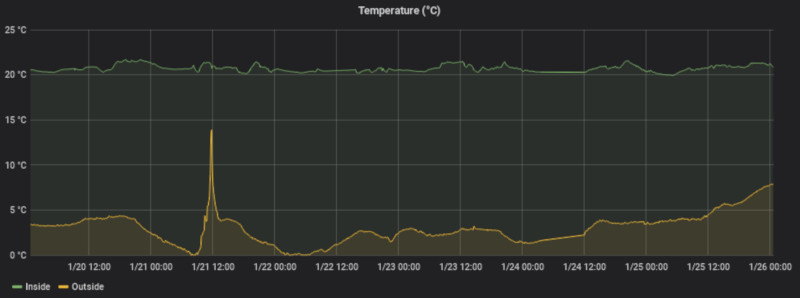 Temperature (°C)
25 °C
20 °C
15 °C
10 °C
5 °C
0 °C
1/20 12:00 1/21 00:00 1/21 12:00 1/22 00:00 1/22 12:00 1/23 00:00 1/23 12:00 1/24 00:00 1/24 12:00 1/25 00:00 1/25 12:00 1/26 00:00
Inside Outside